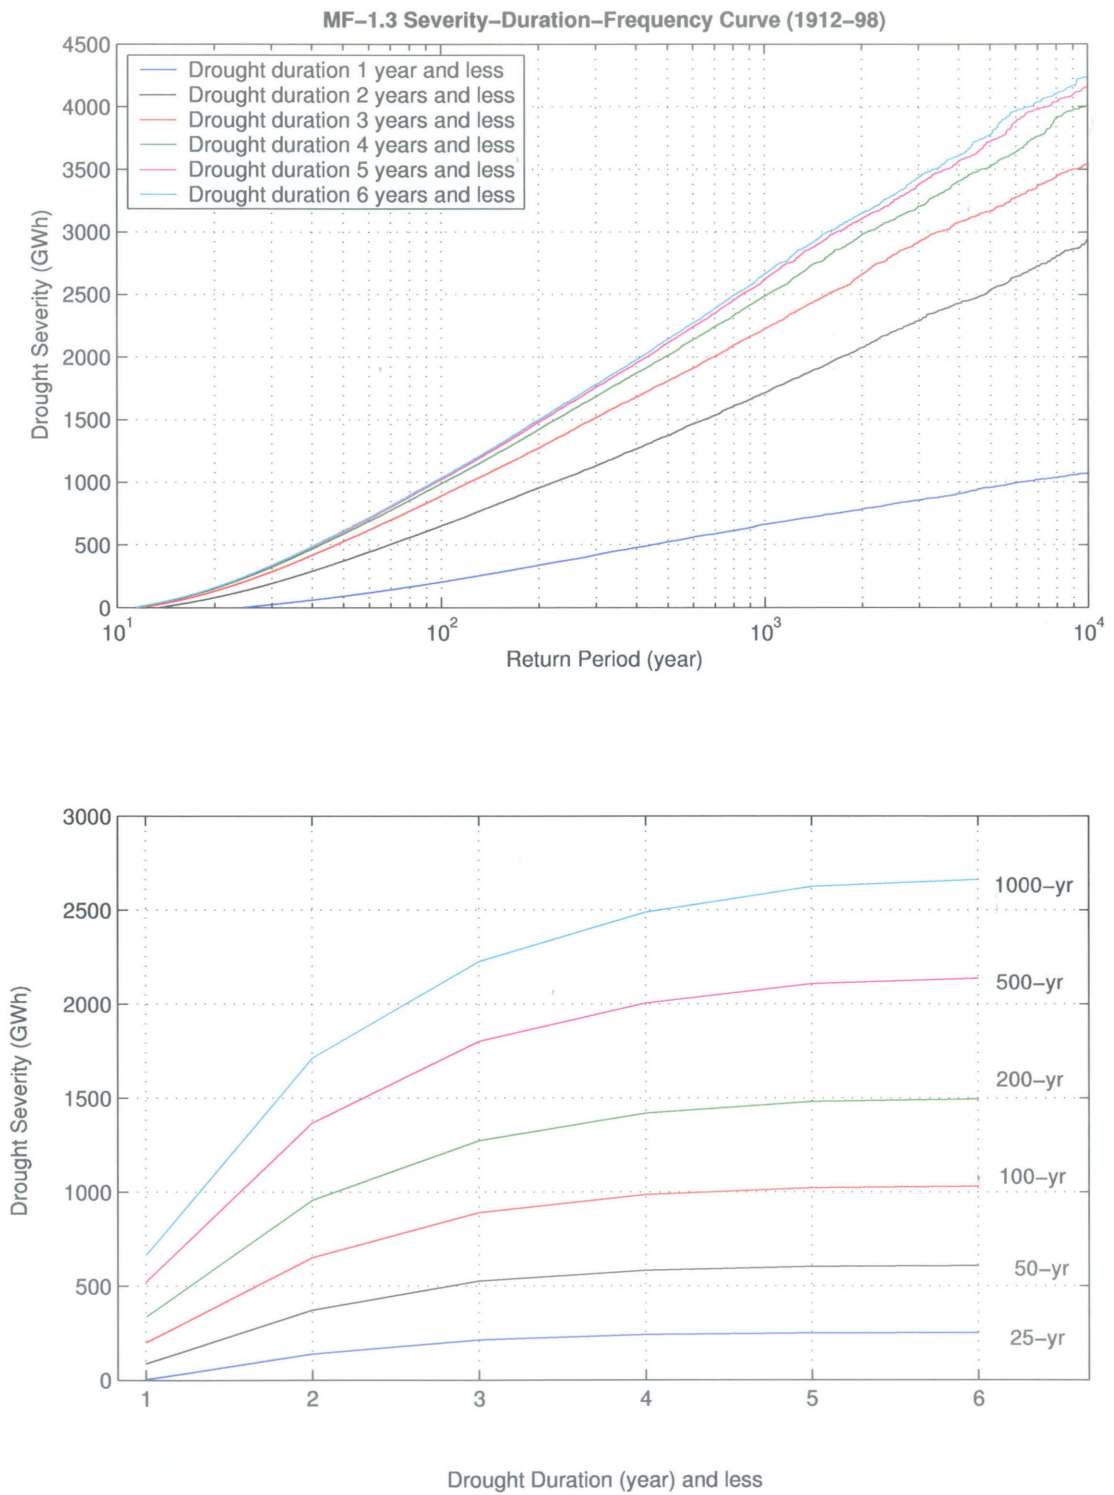 MF–1.3 Severity–Duration–Frequency Curve (1912–98)
4500
4000
3500
3000
2500
2000
1500
1000
500
0
Drought Severity (GWh)
Drought duration 1 year and less
Drought duration 2 years and less
Drought duration 3 years and less
Drought duration 4 years and less
Drought duration 5 years and less
Drought duration 6 years and less
10¹ 10² 10³ 10⁴
Return Period (year)
3000
2500
2000
1500
1000
500
0
Drought Severity (GWh)
1000–yr
500–yr
200–yr
100–yr
50–yr
25–yr
1 2 3 4 5 6
Drought Duration (year) and less